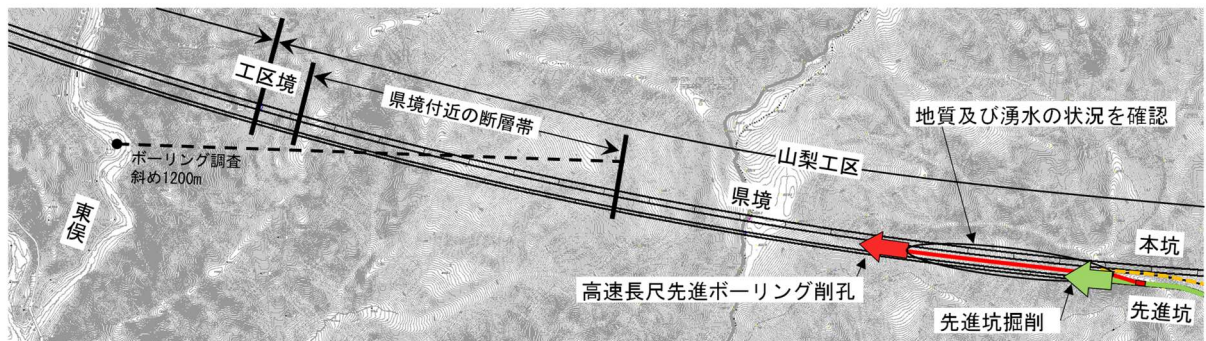 工区境
県境付近の断層帯
地質及び湧水の状況を確認
ボーリング調査
斜め1200m
山梨工区
県境
東俣
本坑
高速長尺先進ボーリング削孔
先進坑掘削
先進坑